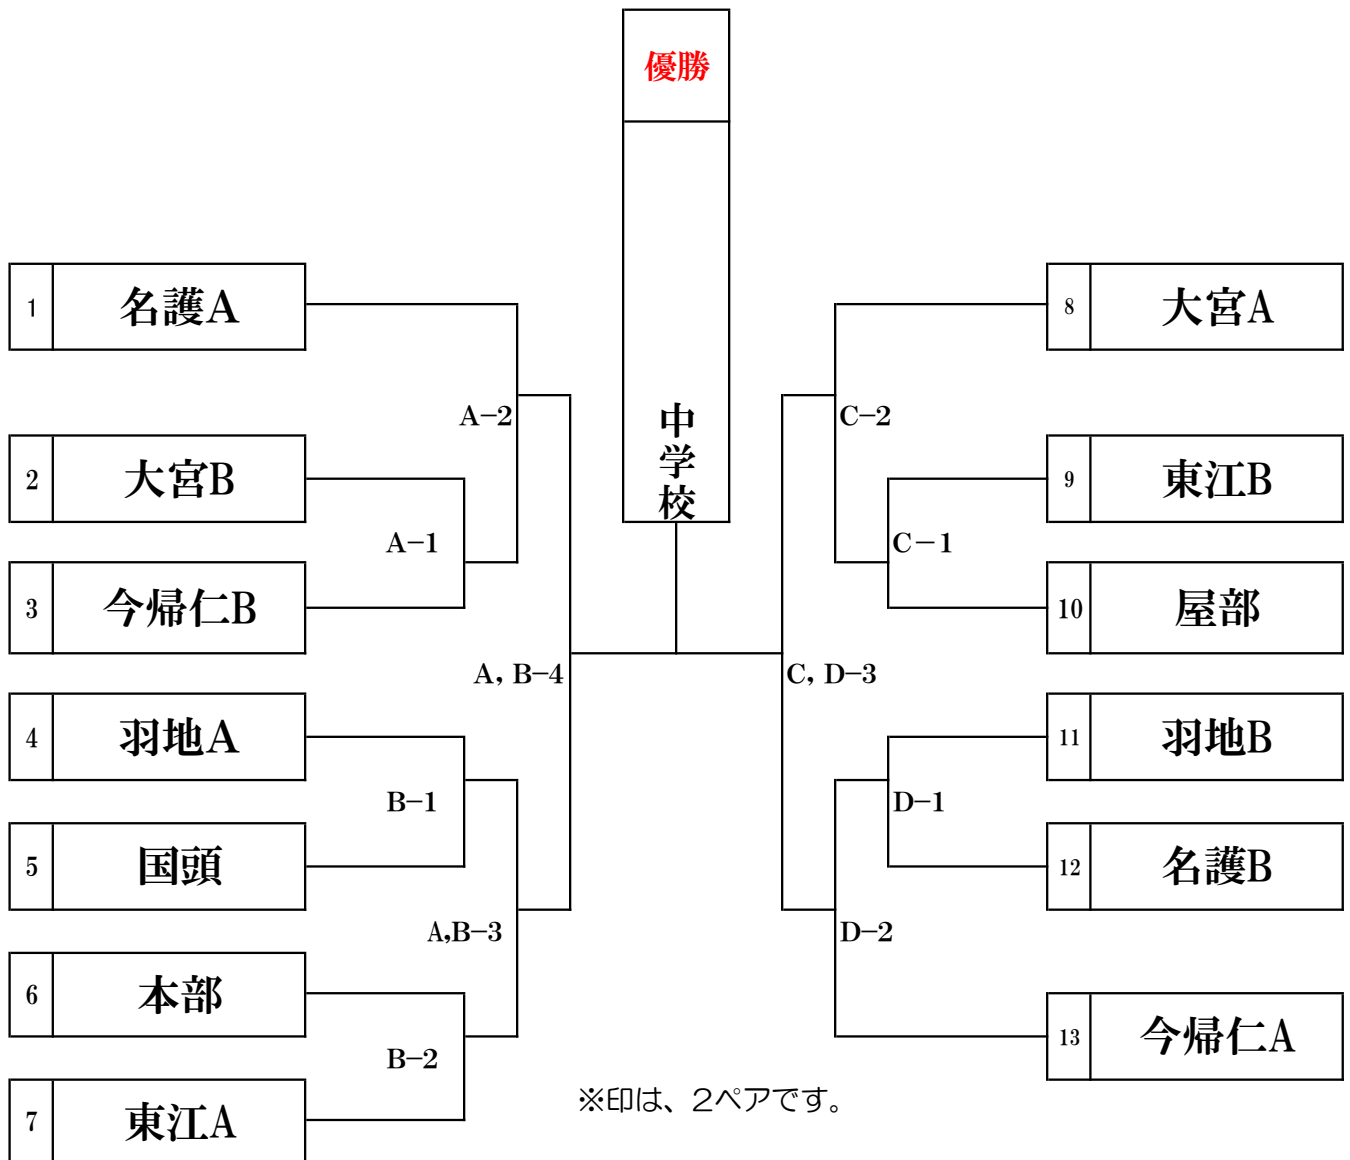 優勝
中学校
1 名護A
2 大宮B
3 今帰仁B
4 羽地A
5 国頭
6 本部
7 東江A
A-2
A-1
A, B-4
B-1
A,B-3
B-2
8 大宮A
9 東江B
10 屋部
11 羽地B
12 名護B
13 今帰仁A
C-2
C-1
C, D-3
D-1
D-2
※印は、2ペアです。